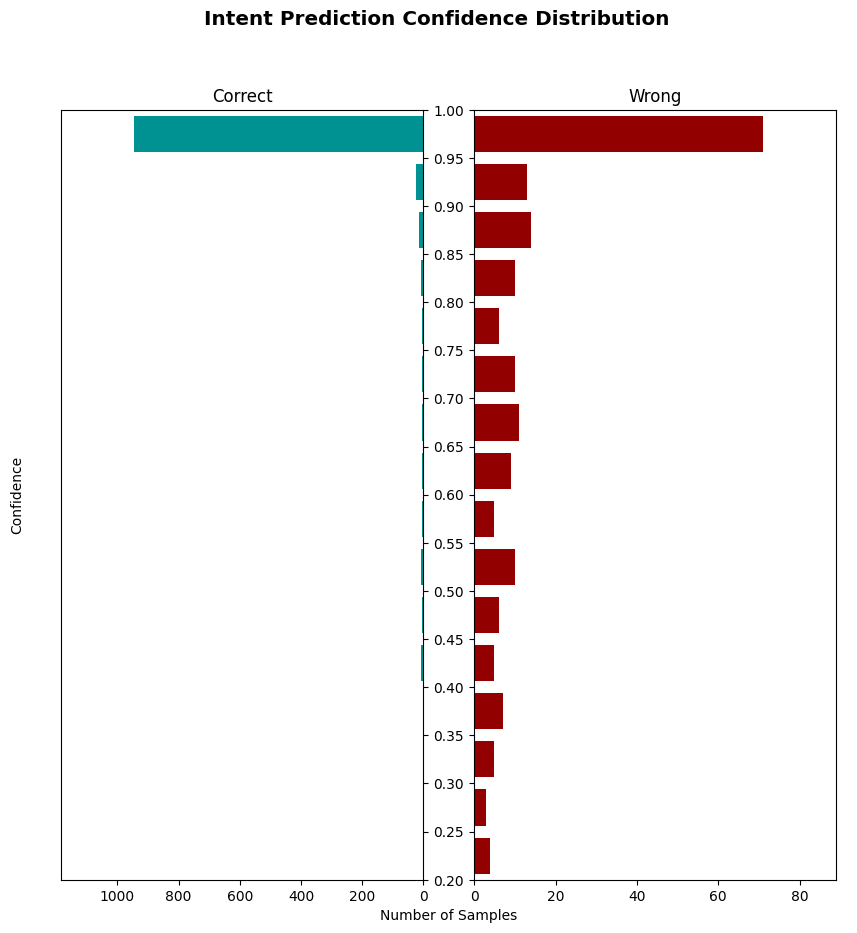 Intent Prediction Confidence Distribution
Correct
Wrong
Confidence
1.00
0.95
0.90
0.85
0.80
0.75
0.70
0.65
0.60
0.55
0.50
0.45
0.40
0.35
0.30
0.25
0.20
1000 800 600 400 200 0
0 20 40 60 80
Number of Samples